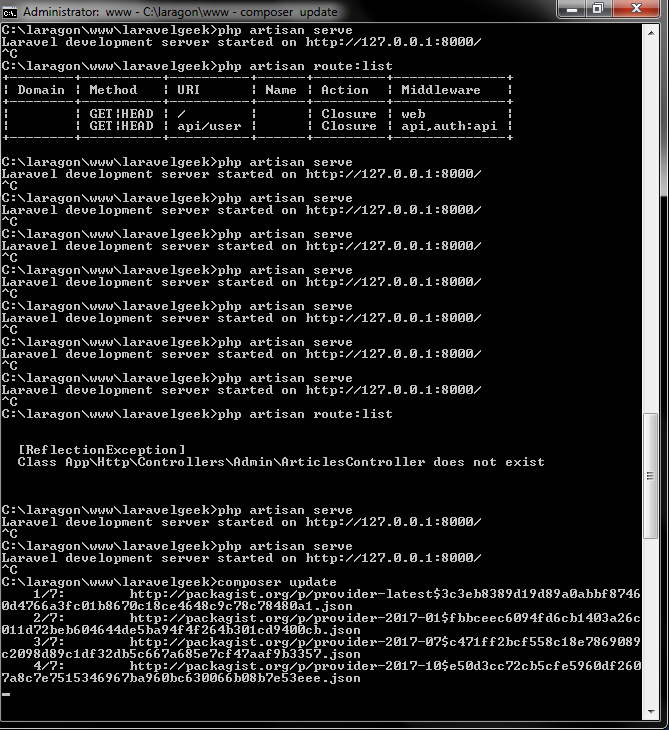 Administrator: www - C:\laragon\www - composer update
C:\laragon\www\laravelgeek>php artisan serve
Laravel development server started on http://127.0.0.1:8000/
^C
C:\laragon\www\laravelgeek>php artisan route:list
+--------+----------+----------+------+---------+--------------+
| Domain | Method | URI | Name | Action | Middleware |
+--------+----------+----------+------+---------+--------------+
| | GET|HEAD | / | | Closure | web |
| | GET|HEAD | api/user | | Closure | api,auth:api |
+--------+----------+----------+------+---------+--------------+
C:\laragon\www\laravelgeek>php artisan serve
Laravel development server started on http://127.0.0.1:8000/
^C
C:\laragon\www\laravelgeek>php artisan serve
Laravel development server started on http://127.0.0.1:8000/
^C
C:\laragon\www\laravelgeek>php artisan serve
Laravel development server started on http://127.0.0.1:8000/
^C
C:\laragon\www\laravelgeek>php artisan serve
Laravel development server started on http://127.0.0.1:8000/
^C
C:\laragon\www\laravelgeek>php artisan serve
Laravel development server started on http://127.0.0.1:8000/
^C
C:\laragon\www\laravelgeek>php artisan serve
Laravel development server started on http://127.0.0.1:8000/
^C
C:\laragon\www\laravelgeek>php artisan serve
Laravel development server started on http://127.0.0.1:8000/
^C
C:\laragon\www\laravelgeek>php artisan route:list
[ReflectionException]
Class App\Http\Controllers\Admin\ArticlesController does not exist
C:\laragon\www\laravelgeek>php artisan serve
Laravel development server started on http://127.0.0.1:8000/
^C
C:\laragon\www\laravelgeek>php artisan serve
Laravel development server started on http://127.0.0.1:8000/
^C
C:\laragon\www\laravelgeek>composer update
1/7: http://packagist.org/p/provider-latest$3c3eb8389d19d89a0abbf8746
0d4766a3fc01b8670c18ce4648c9c78c78480a1.json
2/7: http://packagist.org/p/provider-2017-01$fbbceec6094fd6cb1403a26c
011d72beb604644de5ba94f4f264b301cd9400cb.json
3/7: http://packagist.org/p/provider-2017-07$c471ff2bcf558c18e7869089
c2098d89c1df32db5c667a685e7cf47aaf9b3357.json
4/7: http://packagist.org/p/provider-2017-10$e50d3cc72cb5cfe5960df260
7a8c7e7515346967ba960bc630066b08b7e53eee.json